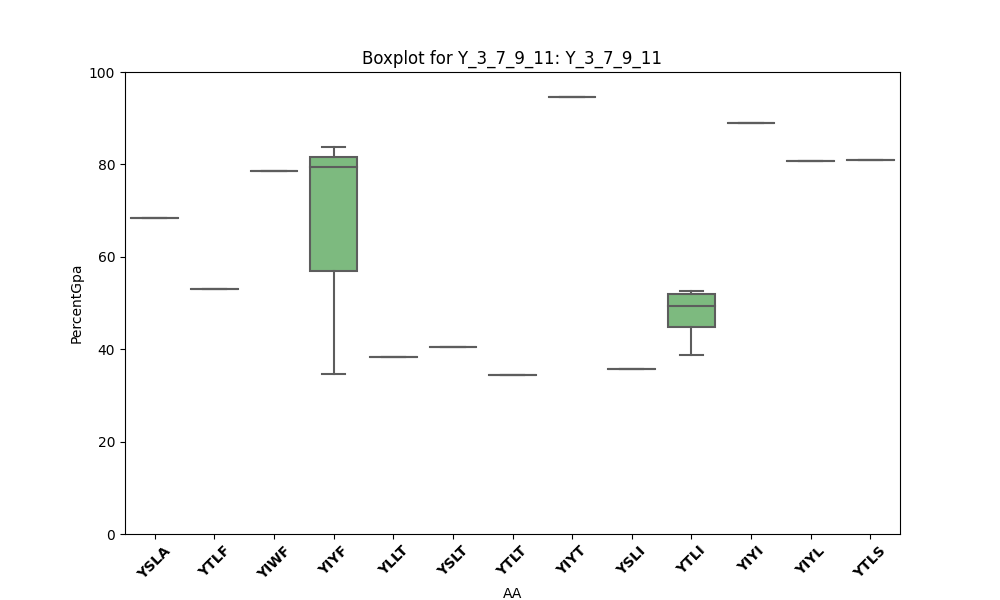 Boxplot for Y_3_7_9_11: Y_3_7_9_11
100
80
60
40
20
0
PercentGpa
YSLA YTLF YIWF YIYF YLLT YSLT YTLT YIYT YSLI YTLI YIYI YIYL YTLS
AA